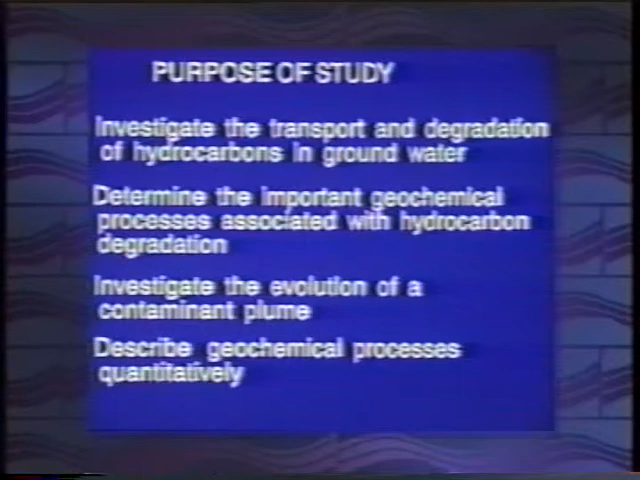 PURPOSE OF STUDY
Investigate the transport and degradation
of hydrocarbons in ground water
Determine the important geochemical
processes associated with hydrocarbon
degradation
Investigate the evolution of a
contaminant plume
Describe geochemical processes
quantitatively